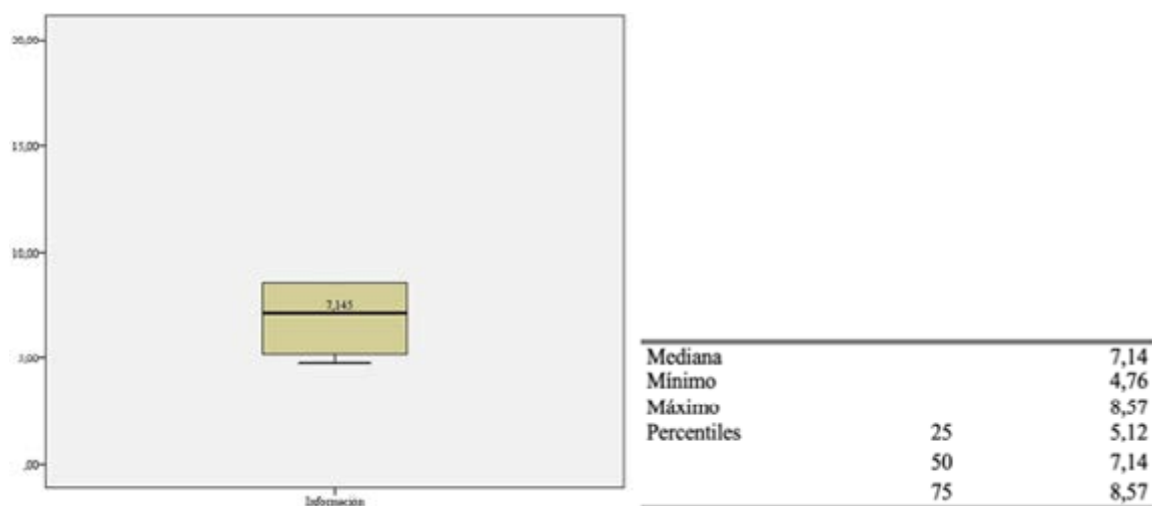 20,00
15,00
10,00
5,00
,00
7,145
Información
Mediana 7,14
Mínimo 4,76
Máximo 8,57
Percentiles 25 5,12
50 7,14
75 8,57